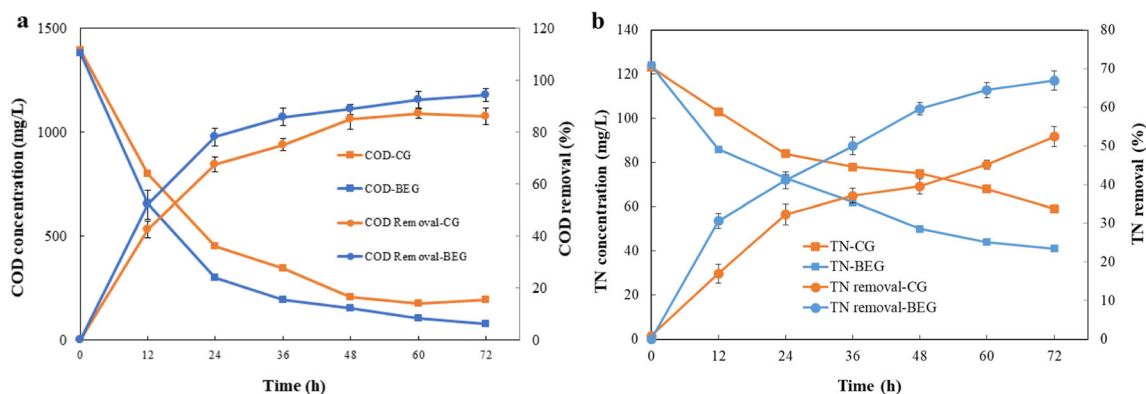 a
COD concentration (mg/L)
1500
1000
500
0
0 12 24 36 48 60 72
Time (h)
120
100
80
60
40
20
0
COD removal (%)
COD-CG
COD-BEG
COD Removal-CG
COD Removal-BEG
b
TN concentration (mg/L)
140
120
100
80
60
40
20
0
0 12 24 36 48 60 72
Time (h)
80
70
60
50
40
30
20
10
0
TN removal (%)
TN-CG
TN-BEG
TN removal-CG
TN removal-BEG